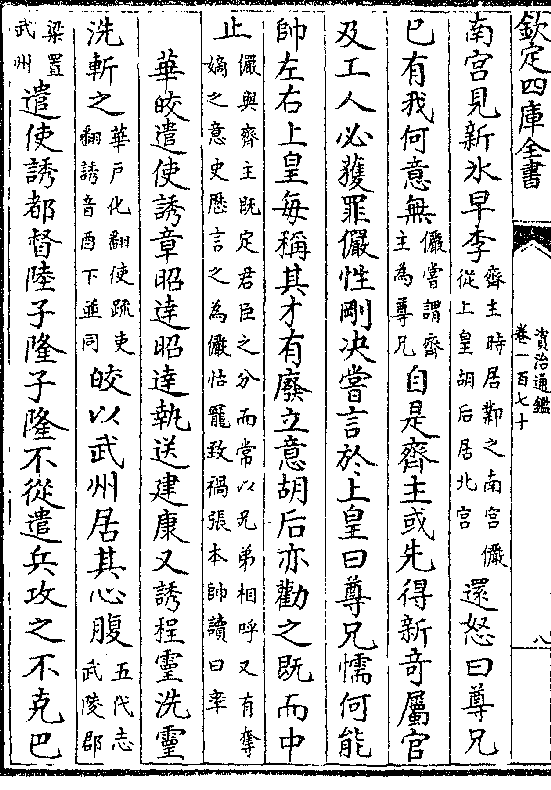 欽定四庫全書
資治通鑑
卷一百七十
八
南宮見新氷早李齊主時居鄴之南宮儼從上皇胡后居北宮還怒曰尊兄
已有我何意無儼嘗謂齊主為尊兄自是齊主或先得新竒屬官
及工人必獲罪儼性剛決嘗言於上皇曰尊兄懦何能
帥左右上皇每稱其才有廢立意胡后亦勸之既而中
止儼與齊主既定君臣之分而常以兄弟相呼又有奪嫡之意史歴言之為儼怙寵致禍張本帥讀曰率
華皎遣使誘章昭達昭達執送建康又誘程靈洗靈
洗斬之華戶化翻使疏吏翻誘音酉下並同皎以武州居其心腹五代志武陵郡
梁置武州遣使誘都督陸子隆子隆不從遣兵攻之不克巴